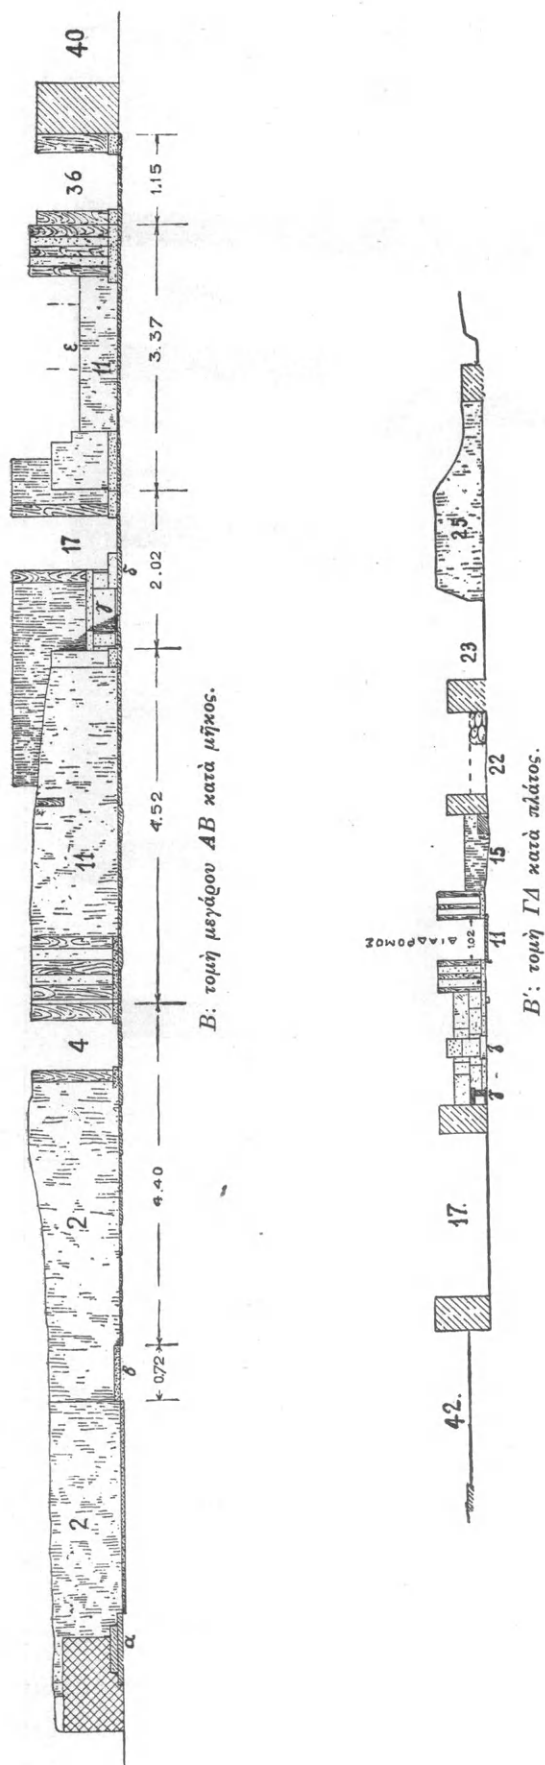 2 2 4 11 17 11 36 40
α β γ δ ε
0,72 4.40 4.52 2.02 3.37 1.15
Β: τομὴ μεγάρου ΑΒ κατὰ μῆκος.
42. 17. 11 15 22 23 25
γ
ΔΙΑΔΡΟΜΟΣ
1.02
Β′: τομὴ ΓΔ κατὰ πλάτος.